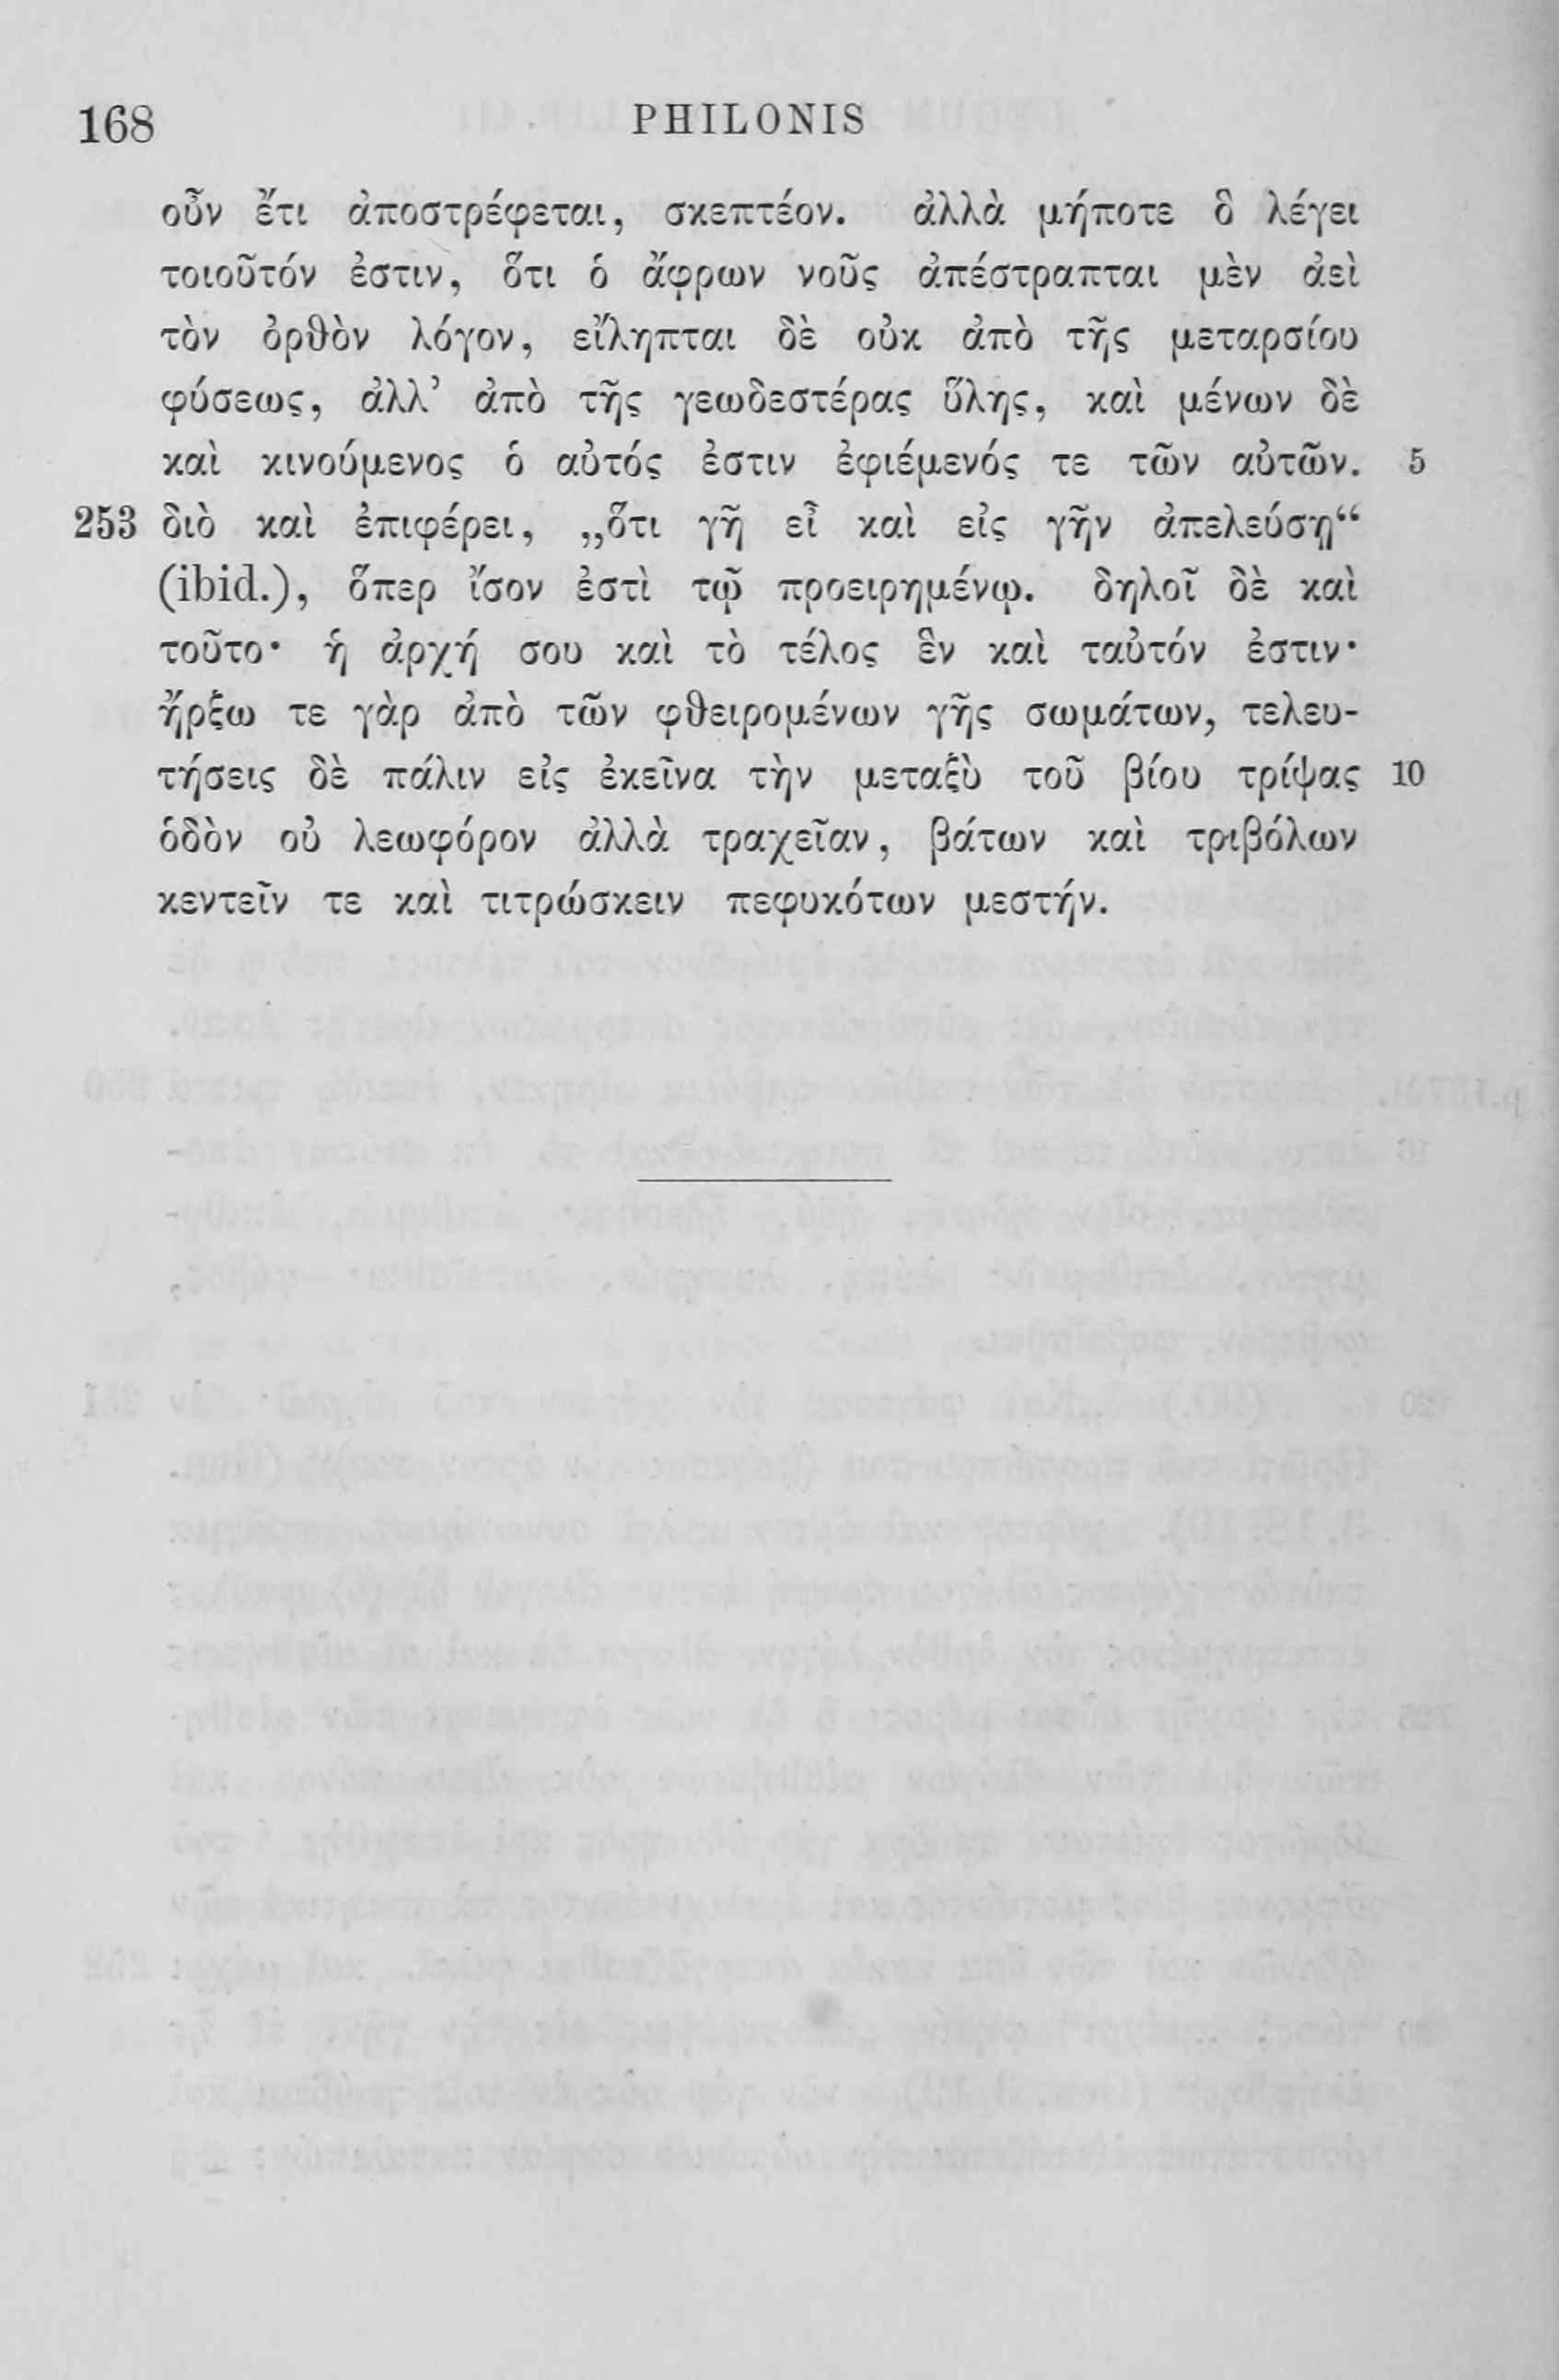 168 PHILONIS
οὖν ἔτι ἀποστρέφεται, σκεπτέον. ἀλλὰ μήποτε ὃ λέγει
τοιοῦτόν ἐστιν, ὅτι ὁ ἄφρων νοῦς ἀπέστραπται μὲν ἀεὶ
τὸν ὀρθὸν λόγον, εἴληπται δὲ οὐκ ἀπὸ τῆς μεταρσίου
φύσεως, ἀλλ’ ἀπὸ τῆς γεωδεστέρας ὕλης, καὶ μένων δὲ
καὶ κινούμενος ὁ αὐτός ἐστιν ἐφιέμενός τε τῶν αὐτῶν. 5
253 διὸ καὶ ἐπιφέρει, „ὅτι γῆ εἶ καὶ εἰς γῆν ἀπελεύσῃ“
(ibid.), ὅπερ ἴσον ἐστὶ τῷ προειρημένῳ. δηλοῖ δὲ καὶ
τοῦτο· ἡ ἀρχή σου καὶ τὸ τέλος ἓν καὶ ταὐτόν ἐστιν·
ἤρξω τε γὰρ ἀπὸ τῶν φθειρομένων γῆς σωμάτων, τελευ-
τήσεις δὲ πάλιν εἰς ἐκεῖνα τὴν μεταξὺ τοῦ βίου τρίψας 10
ὁδὸν οὐ λεωφόρον ἀλλὰ τραχεῖαν, βάτων καὶ τριβόλων
κεντεῖν τε καὶ τιτρώσκειν πεφυκότων μεστήν.